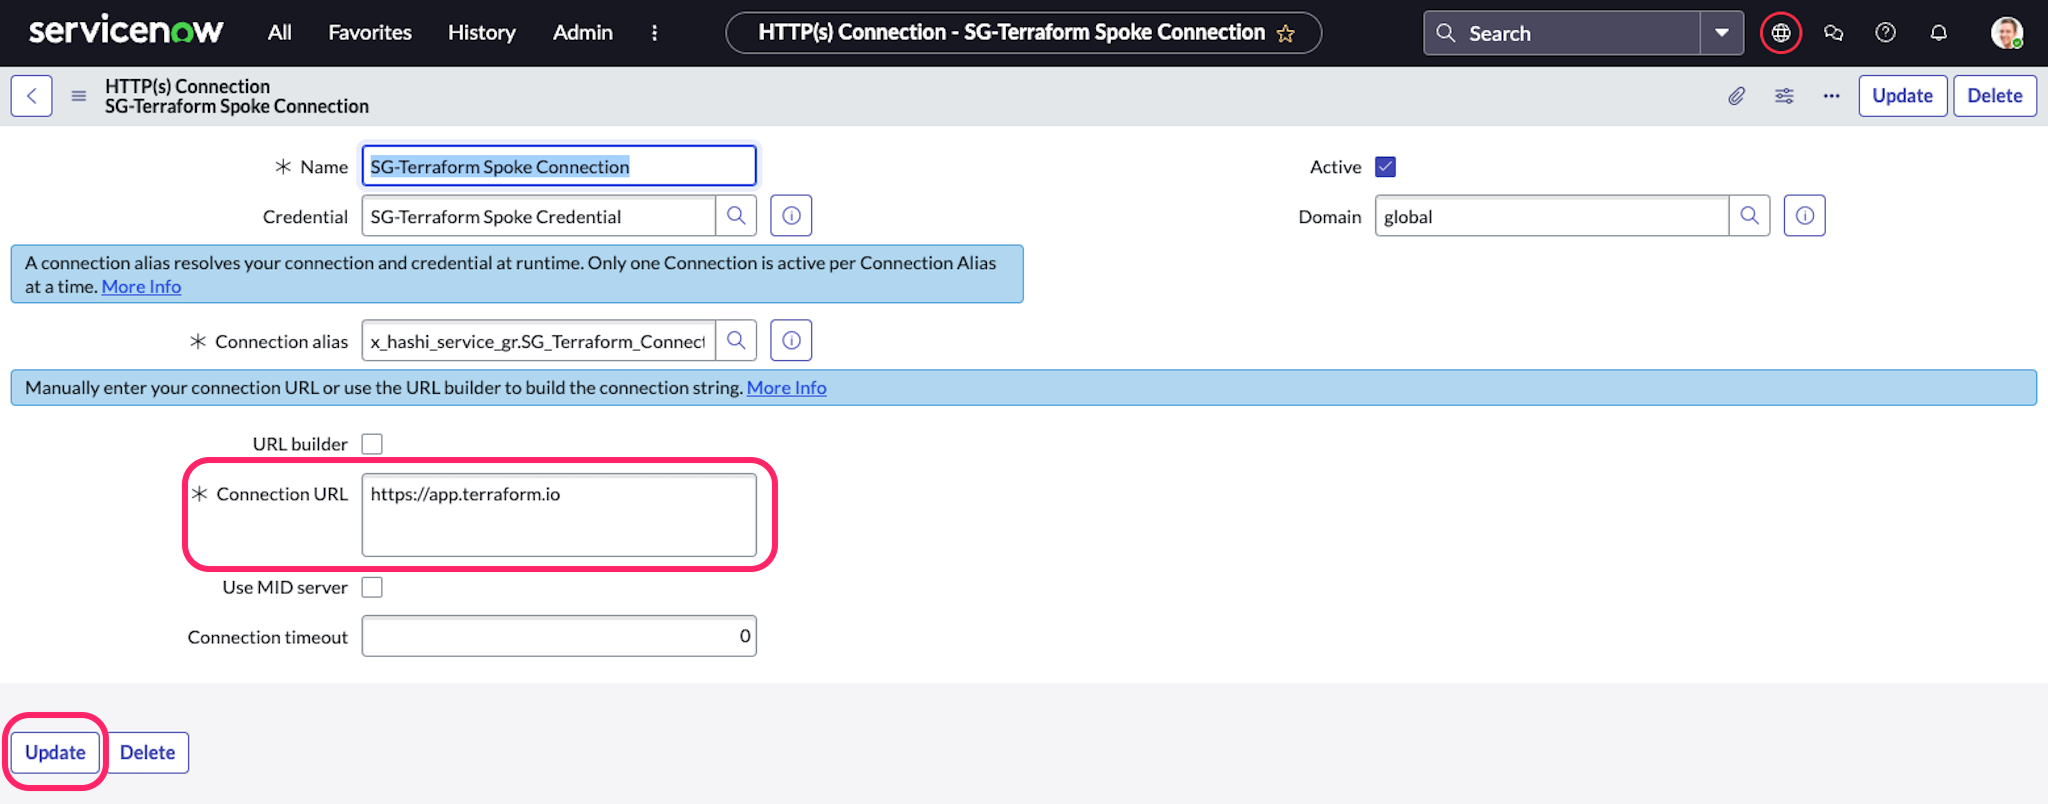 servicenow All Favorites History Admin HTTP(s) Connection - SG-Terraform Spoke Connection Search
HTTP(s) Connection
SG-Terraform Spoke Connection
Update Delete
Name SG-Terraform Spoke Connection Active
Credential SG-Terraform Spoke Credential Domain global
A connection alias resolves your connection and credential at runtime. Only one Connection is active per Connection Alias
at a time. More Info
Connection alias x_hashi_service_gr.SG_Terraform_Connect
Manually enter your connection URL or use the URL builder to build the connection string. More Info
URL builder
Connection URL https://app.terraform.io
Use MID server
Connection timeout 0
Update Delete